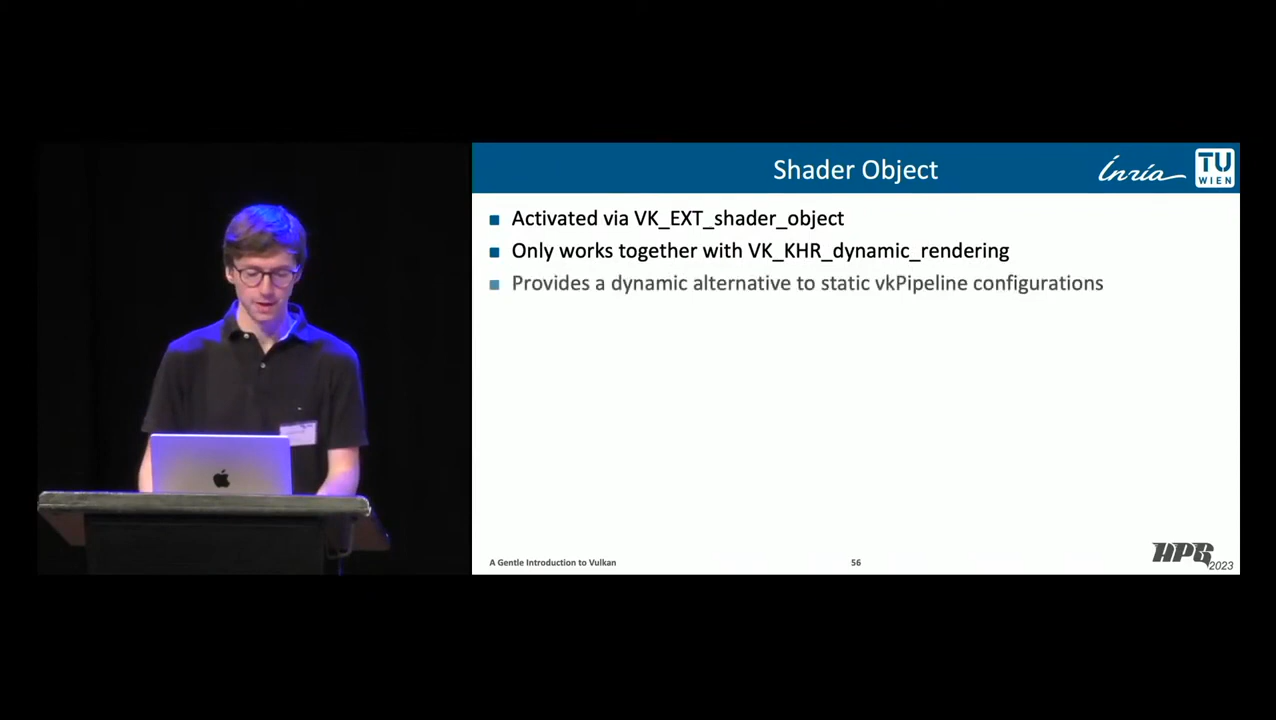 Shader Object
Inria
TU
WIEN
Activated via VK_EXT_shader_object
Only works together with VK_KHR_dynamic_rendering
Provides a dynamic alternative to static vkPipeline configurations
A Gentle Introduction to Vulkan
56
HPG
2023